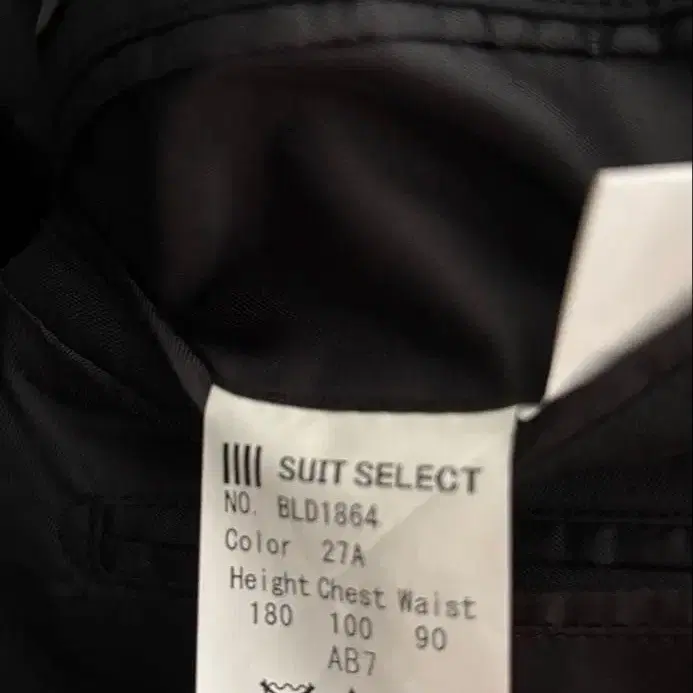 SUIT SELECT
NO. BLD1864
Color 27A
Height Chest Waist
180 100 90
AB7